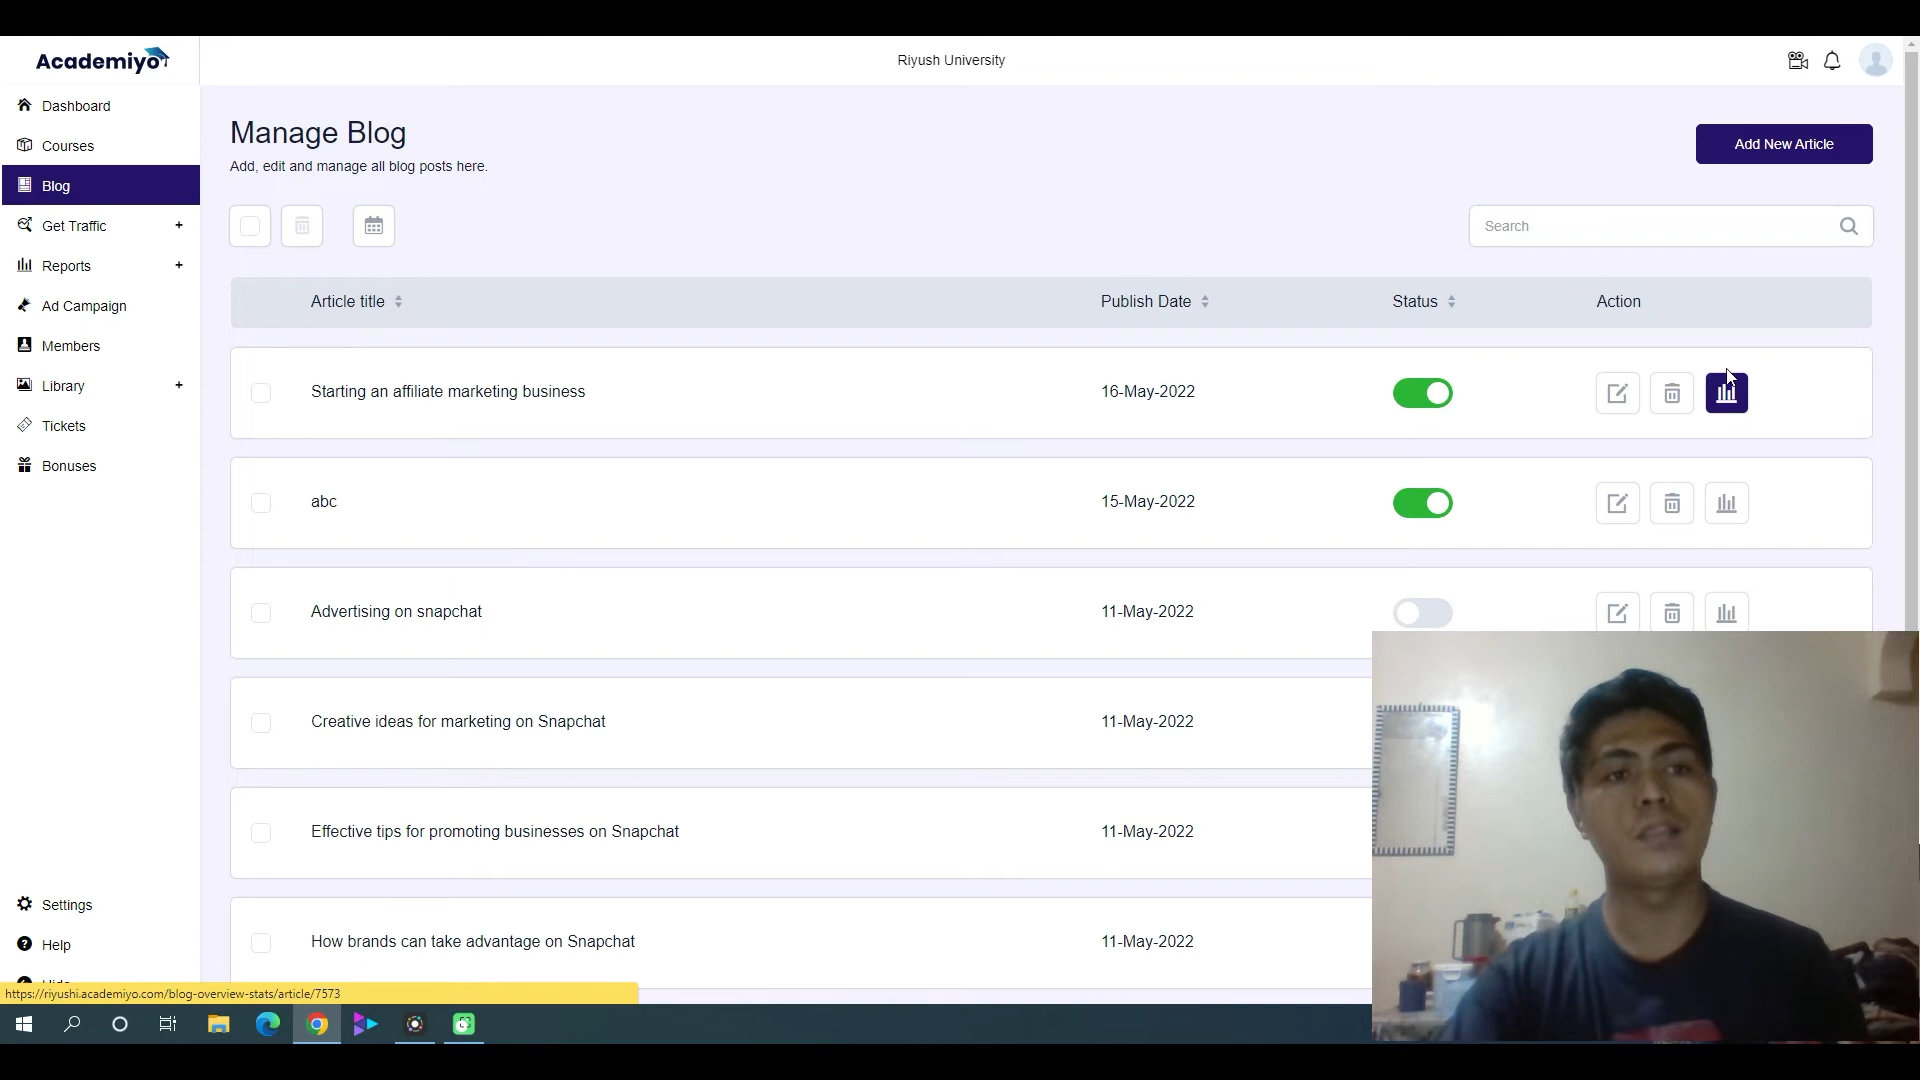 Academiyo
Riyush University
Dashboard
Courses
Blog
Get Traffic +
Reports +
Ad Campaign
Members
Library +
Tickets
Bonuses
Settings
Help
Manage Blog
Add, edit and manage all blog posts here.
Add New Article
Search
Article title Publish Date Status Action
Starting an affiliate marketing business 16-May-2022
abc 15-May-2022
Advertising on snapchat 11-May-2022
Creative ideas for marketing on Snapchat 11-May-2022
Effective tips for promoting businesses on Snapchat 11-May-2022
How brands can take advantage on Snapchat 11-May-2022
https://riyushi.academiyo.com/blog-overview-stats/article/7573